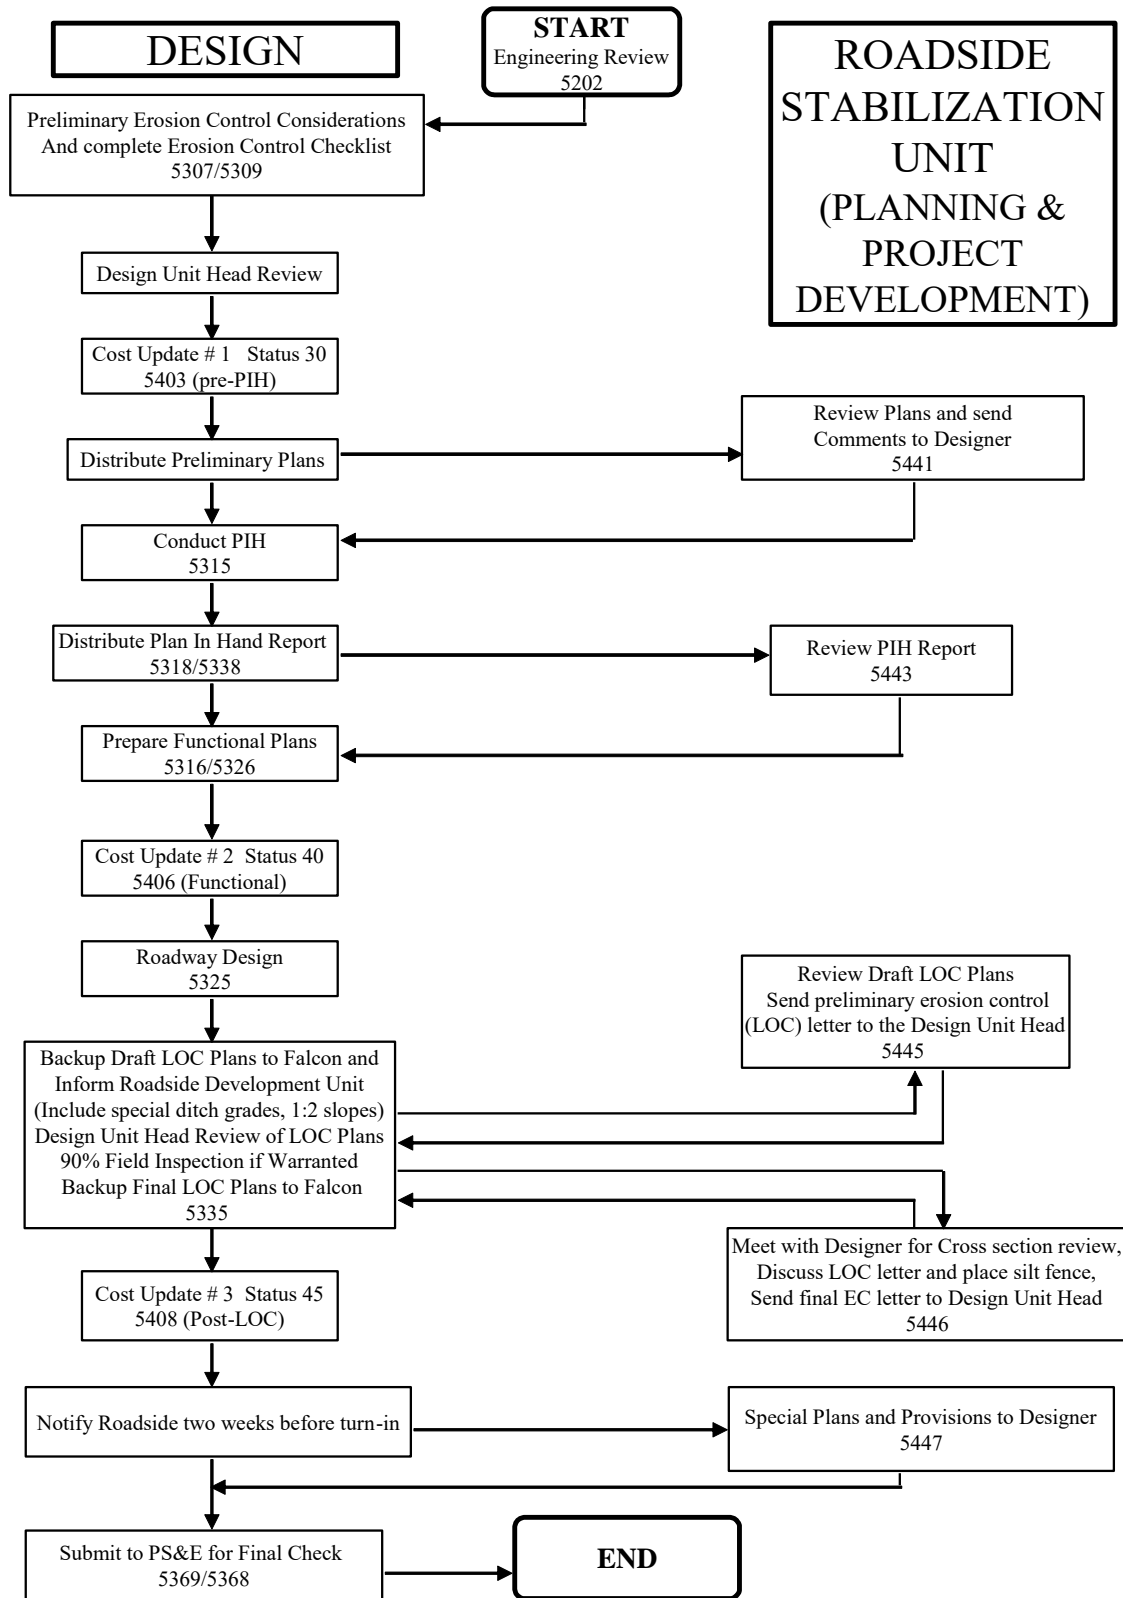 DESIGN
START
Engineering Review
5202
ROADSIDE
STABILIZATION
UNIT
(PLANNING &
PROJECT
DEVELOPMENT)
Preliminary Erosion Control Considerations
And complete Erosion Control Checklist
5307/5309
Design Unit Head Review
Cost Update # 1 Status 30
5403 (pre-PIH)
Distribute Preliminary Plans
Review Plans and send
Comments to Designer
5441
Conduct PIH
5315
Distribute Plan In Hand Report
5318/5338
Review PIH Report
5443
Prepare Functional Plans
5316/5326
Cost Update # 2 Status 40
5406 (Functional)
Roadway Design
5325
Review Draft LOC Plans
Send preliminary erosion control
(LOC) letter to the Design Unit Head
5445
Backup Draft LOC Plans to Falcon and
Inform Roadside Development Unit
(Include special ditch grades, 1:2 slopes)
Design Unit Head Review of LOC Plans
90% Field Inspection if Warranted
Backup Final LOC Plans to Falcon
5335
Meet with Designer for Cross section review,
Discuss LOC letter and place silt fence,
Send final EC letter to Design Unit Head
5446
Cost Update # 3 Status 45
5408 (Post-LOC)
Notify Roadside two weeks before turn-in
Special Plans and Provisions to Designer
5447
Submit to PS&E for Final Check
5369/5368
END